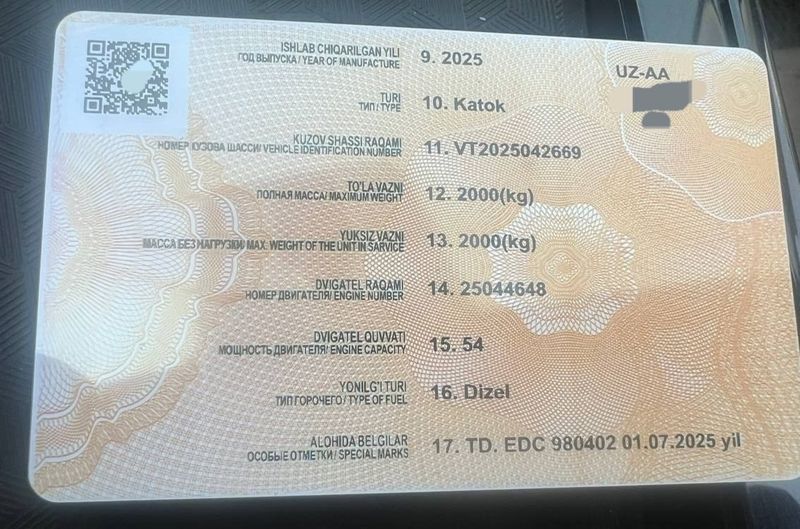 ISHLAB CHIQARILGAN YILI
ГОД ВЫПУСКА / YEAR OF MANUFACTURE
9. 2025
UZ-AA
TURI
ТИП / TYPE
10. Katok
KUZOV SHASSI RAQAMI
НОМЕР КУЗОВА ШАССИ/ VEHICLE IDENTIFICATION NUMBER
11. VT2025042669
TO'LA VAZNI
ПОЛНАЯ МАССА/ MAXIMUM WEIGHT
12. 2000(kg)
YUKSIZ VAZNI
МАССА БЕЗ НАГРУЗКИ/ MAX. WEIGHT OF THE UNIT IN SARVICE
13. 2000(kg)
DVIGATEL RAQAMI
НОМЕР ДВИГАТЕЛЯ/ ENGINE NUMBER
14. 25044648
DVIGATEL QUVVATI
МОЩНОСТЬ ДВИГАТЕЛЯ/ ENGINE CAPACITY
15. 54
YONILG'I TURI
ТИП ГОРЮЧЕГО / TYPE OF FUEL
16. Dizel
ALOHIDA BELGILAR
ОСОБЫЕ ОТМЕТКИ / SPECIAL MARKS
17. TD. EDC 980402 01.07.2025 yil